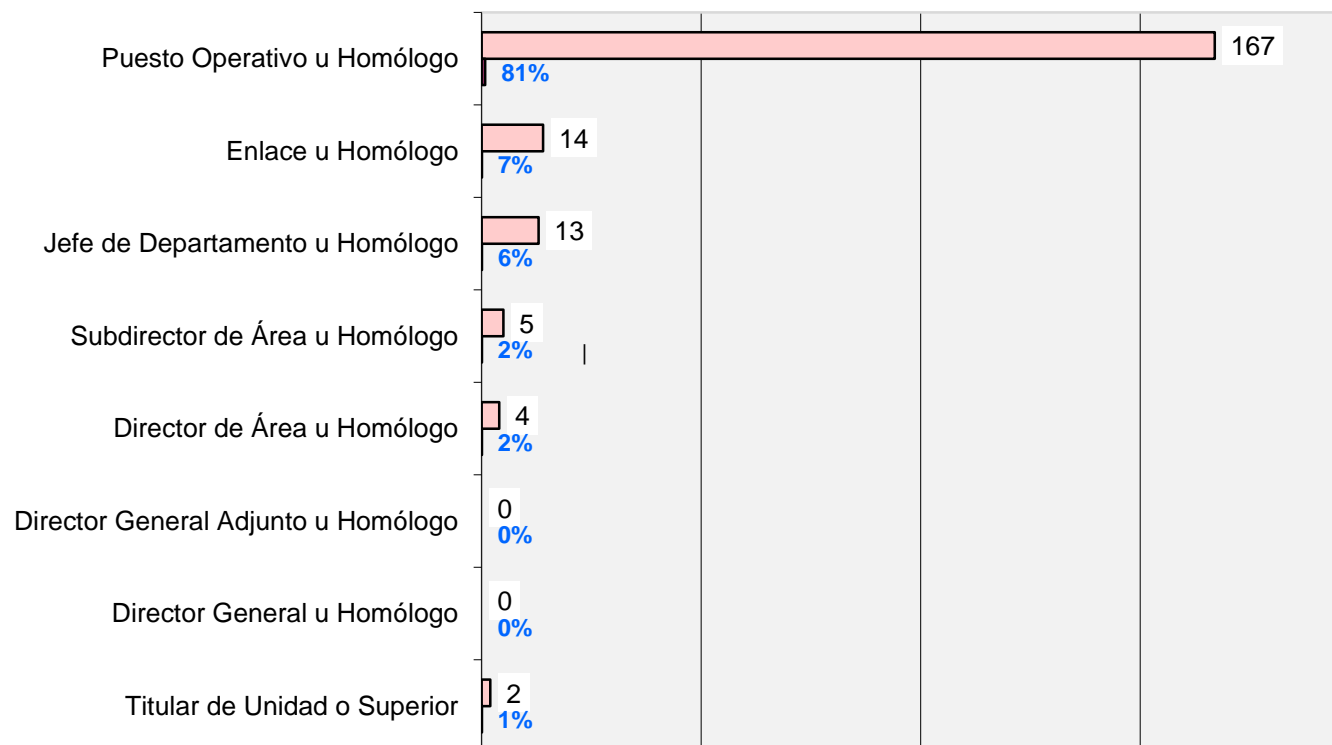 Puesto Operativo u Homólogo 167
81%
Enlace u Homólogo 14
7%
Jefe de Departamento u Homólogo 13
6%
Subdirector de Área u Homólogo 5
2%
Director de Área u Homólogo 4
2%
Director General Adjunto u Homólogo 0
0%
Director General u Homólogo 0
0%
Titular de Unidad o Superior 2
1%